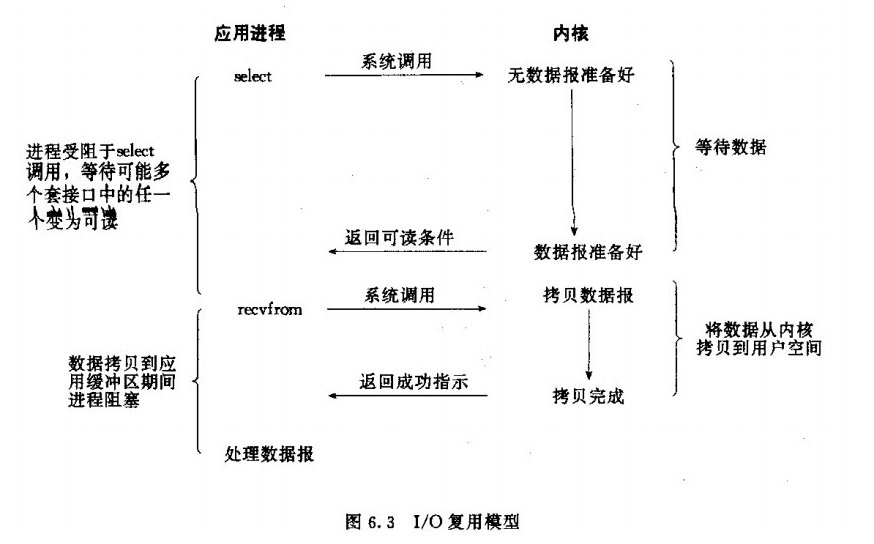 应用进程
内核
select
系统调用
无数据报准备好
进程受阻于select
调用，等待可能多
个套接口中的任一
个变为可读
等待数据
返回可读条件
数据报准备好
recvfrom
系统调用
拷贝数据报
数据拷贝到应
用缓冲区期间
进程阻塞
将数据从内核
拷贝到用户空间
返回成功指示
拷贝完成
处理数据报
图 6.3 I/O 复用模型